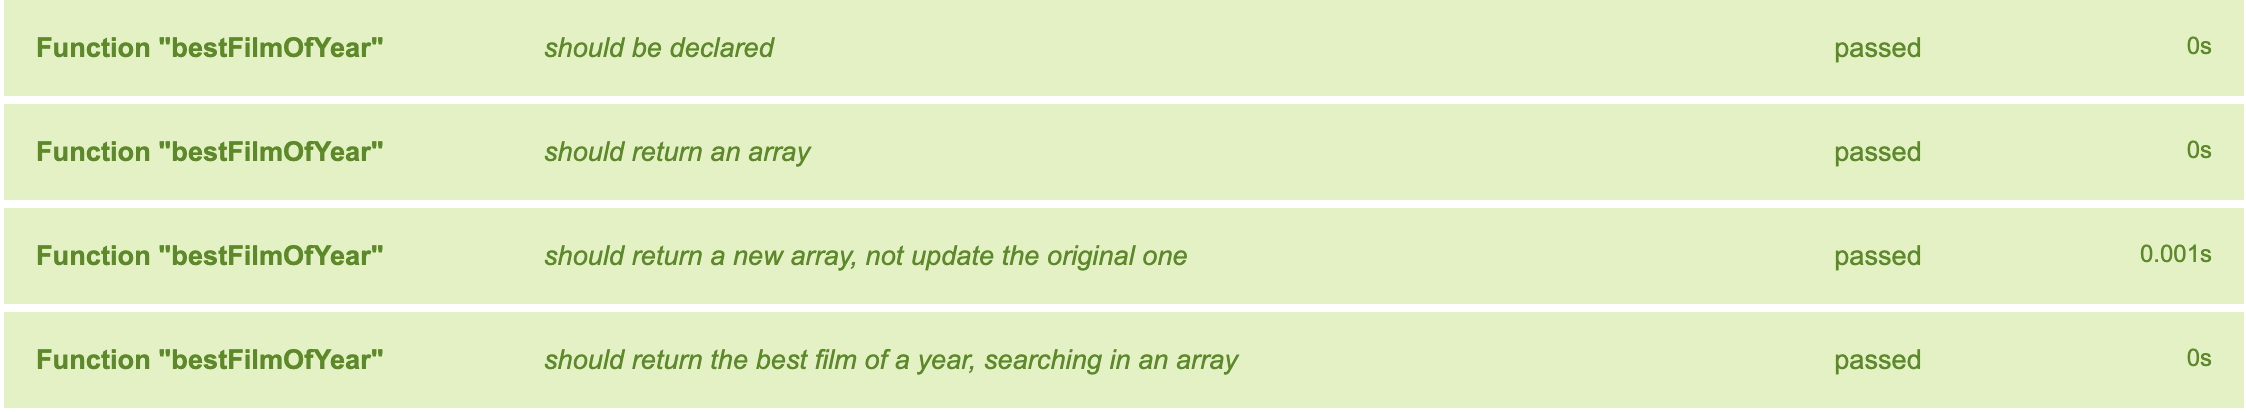 Function "bestFilmOfYear" should be declared passed 0s
Function "bestFilmOfYear" should return an array passed 0s
Function "bestFilmOfYear" should return a new array, not update the original one passed 0.001s
Function "bestFilmOfYear" should return the best film of a year, searching in an array passed 0s